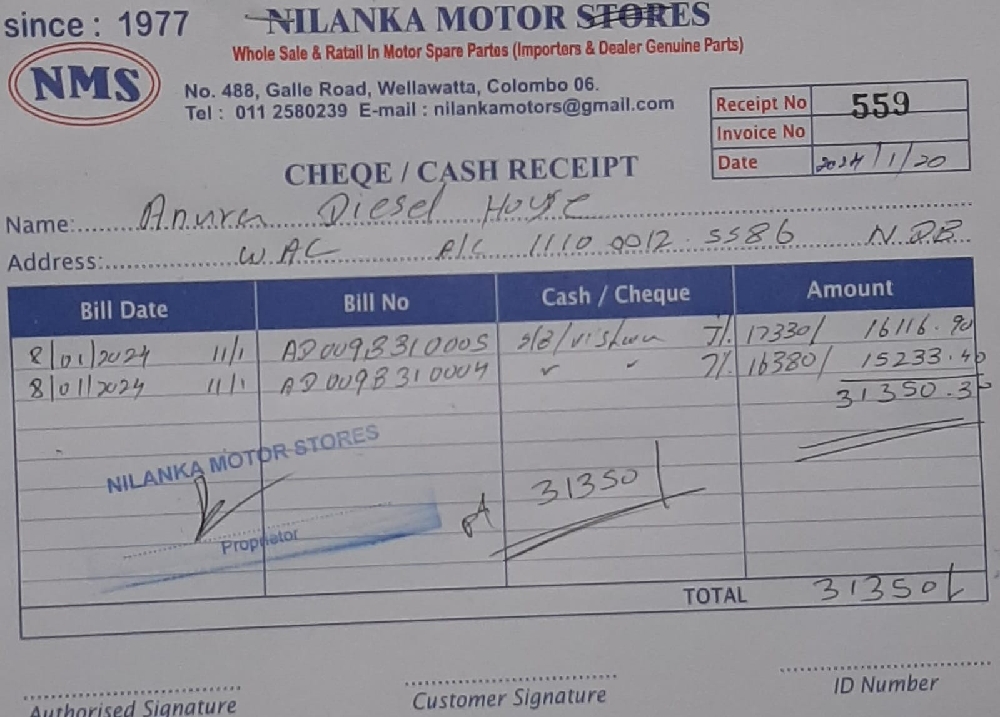 since : 1977
NILANKA MOTOR STORES
Whole Sale & Ratail In Motor Spare Partes (Importers & Dealer Genuine Parts)
NMS
No. 488, Galle Road, Wellawatta, Colombo 06.
Tel : 011 2580239 E-mail : nilankamotors@gmail.com
Receipt No 559
Invoice No
Date 2024/1/20
CHEQE / CASH RECEIPT
Name: Anura Diesel House
Address: W.AC A/C 1110 0012 5586 N.D.B.
Bill Date Bill No Cash / Cheque Amount
8/01/2024 11/1 AD009B310005 7% 17330/ 16116.90
8/01/2024 11/1 AD009B310004 7% 16380/ 15233.40
31350.3
NILANKA MOTOR STORES
31350/
Proprietor
TOTAL 31350/
Authorised Signature
Customer Signature
ID Number